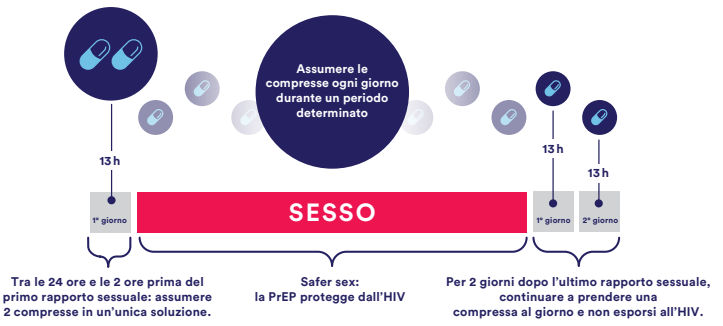 Assumere le
compresse ogni giorno
durante un periodo
determinato
13 h
13 h
13 h
1° giorno
SESSO
1° giorno
2° giorno
Tra le 24 ore e le 2 ore prima del
primo rapporto sessuale: assumere
2 compresse in un’unica soluzione.
Safer sex:
la PrEP protegge dall’HIV
Per 2 giorni dopo l’ultimo rapporto sessuale,
continuare a prendere una
compressa al giorno e non esporsi all’HIV.